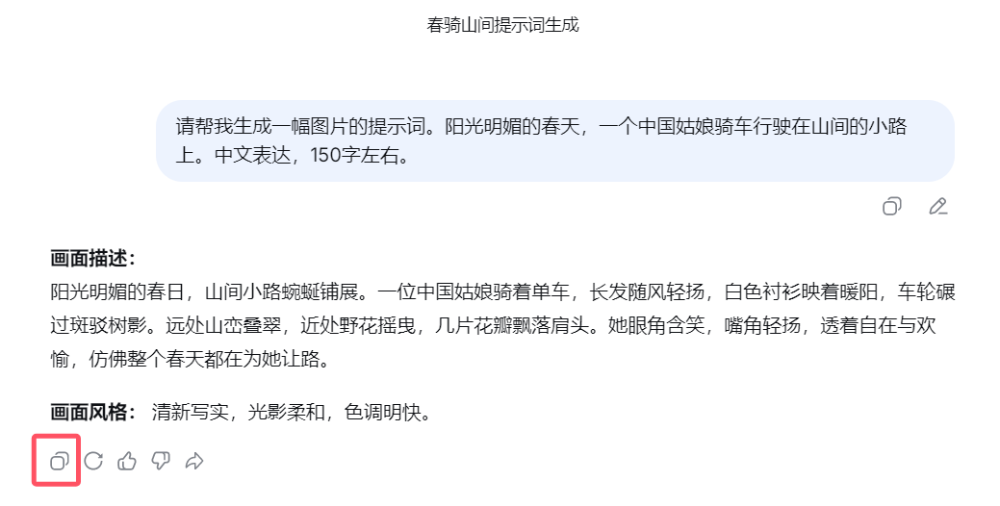 春骑山间提示词生成
请帮我生成一幅图片的提示词。阳光明媚的春天，一个中国姑娘骑车行驶在山间的小路
上。中文表达，150字左右。
画面描述：
阳光明媚的春日，山间小路蜿蜒铺展。一位中国姑娘骑着单车，长发随风轻扬，白色衬衫映着暖阳，车轮碾
过斑驳树影。远处山峦叠翠，近处野花摇曳，几片花瓣飘落肩头。她眼角含笑，嘴角轻扬，透着自在与欢
愉，仿佛整个春天都在为她让路。
画面风格： 清新写实，光影柔和，色调明快。